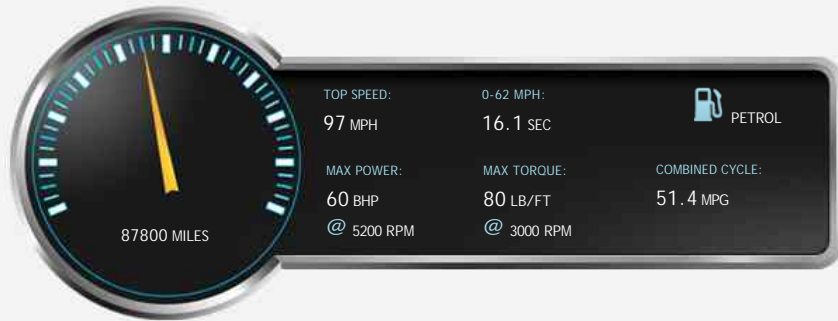 TOP SPEED:
97 MPH
0-62 MPH:
16.1 SEC
PETROL
MAX POWER:
60 BHP
@ 5200 RPM
MAX TORQUE:
80 LB/FT
@ 3000 RPM
COMBINED CYCLE:
51.4 MPG
87800 MILES